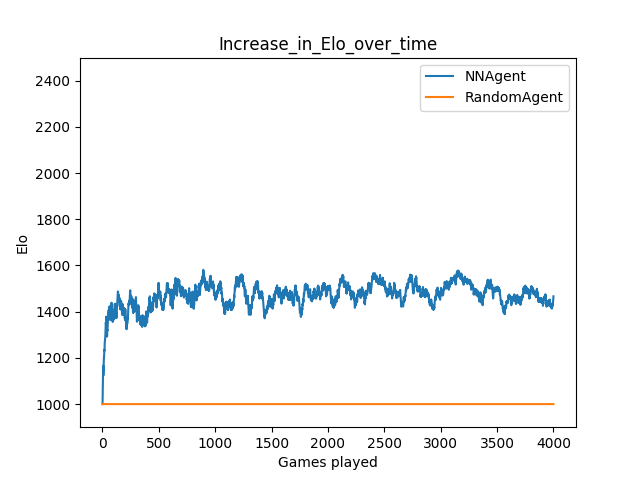 Increase_in_Elo_over_time
NNAgent
RandomAgent
2400
2200
2000
1800
1600
1400
1200
1000
Elo
0 500 1000 1500 2000 2500 3000 3500 4000
Games played